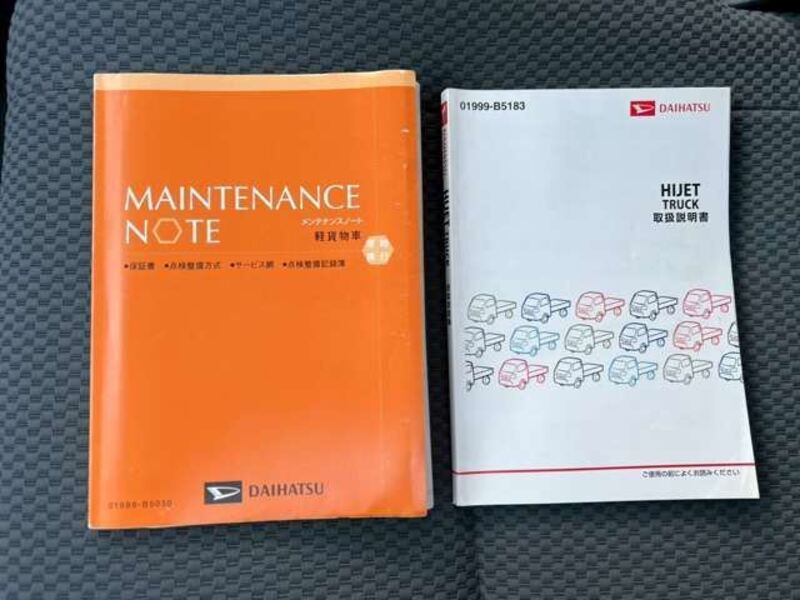 MAINTENANCE
NOTE
メンテナンスノート
軽貨物車
●保証書 ●点検整備方式 ●サービス網 ●点検整備記録簿
DAIHATSU
01999-B5030
01999-B5183
DAIHATSU
HIJET
TRUCK
取扱説明書
ご使用の前によくお読みください